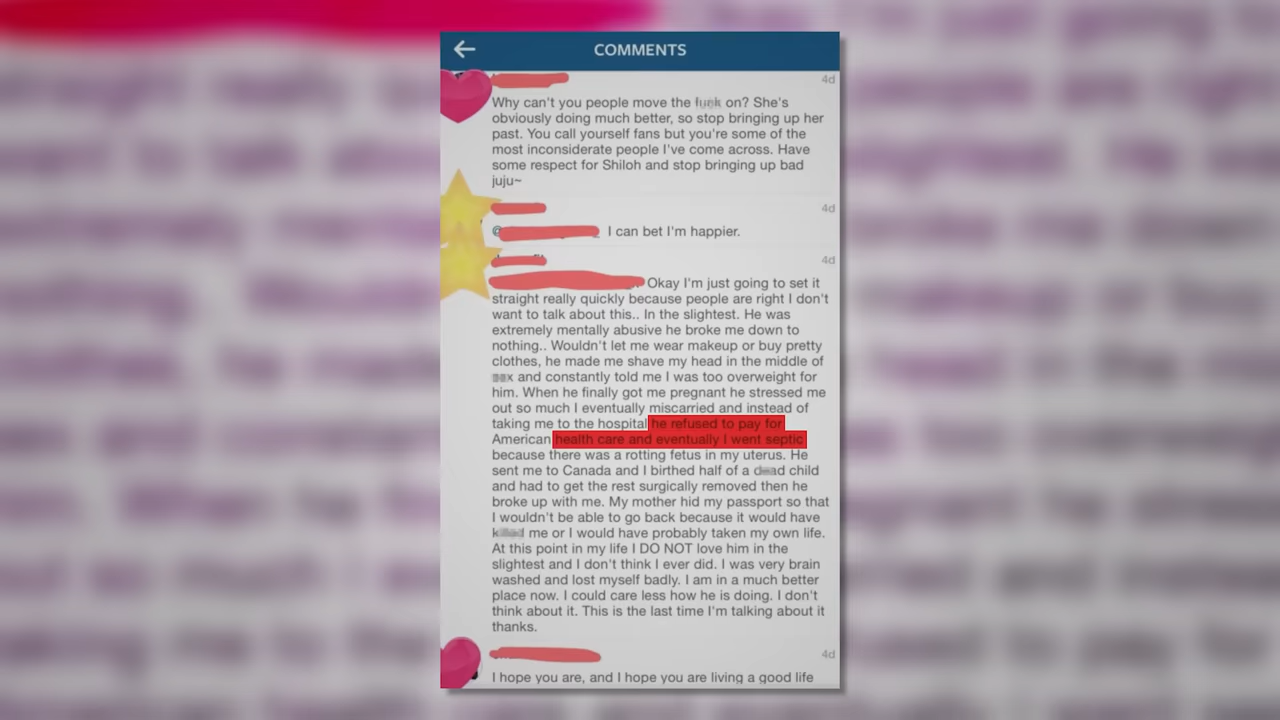 COMMENTS
4d
Why can't you people move the fuck on? She's
obviously doing much better, so stop bringing up her
past. You call yourself fans but you're some of the
most inconsiderate people I've come across. Have
some respect for Shiloh and stop bringing up bad
juju~
4d
@ I can bet I'm happier.
4d
Okay I'm just going to set it
straight really quickly because people are right I don't
want to talk about this.. In the slightest. He was
extremely mentally abusive he broke me down to
nothing.. Wouldn't let me wear makeup or buy pretty
clothes, he made me shave my head in the middle of
sex and constantly told me I was too overweight for
him. When he finally got me pregnant he stressed me
out so much I eventually miscarried and instead of
taking me to the hospital he refused to pay for
American health care and eventually I went septic
because there was a rotting fetus in my uterus. He
sent me to Canada and I birthed half of a dead child
and had to get the rest surgically removed then he
broke up with me. My mother hid my passport so that
I wouldn't be able to go back because it would have
killed me or I would have probably taken my own life.
At this point in my life I DO NOT love him in the
slightest and I don't think I ever did. I was very brain
washed and lost myself badly. I am in a much better
place now. I could care less how he is doing. I don't
think about it. This is the last time I'm talking about it
thanks.
4d
I hope you are, and I hope you are living a good life